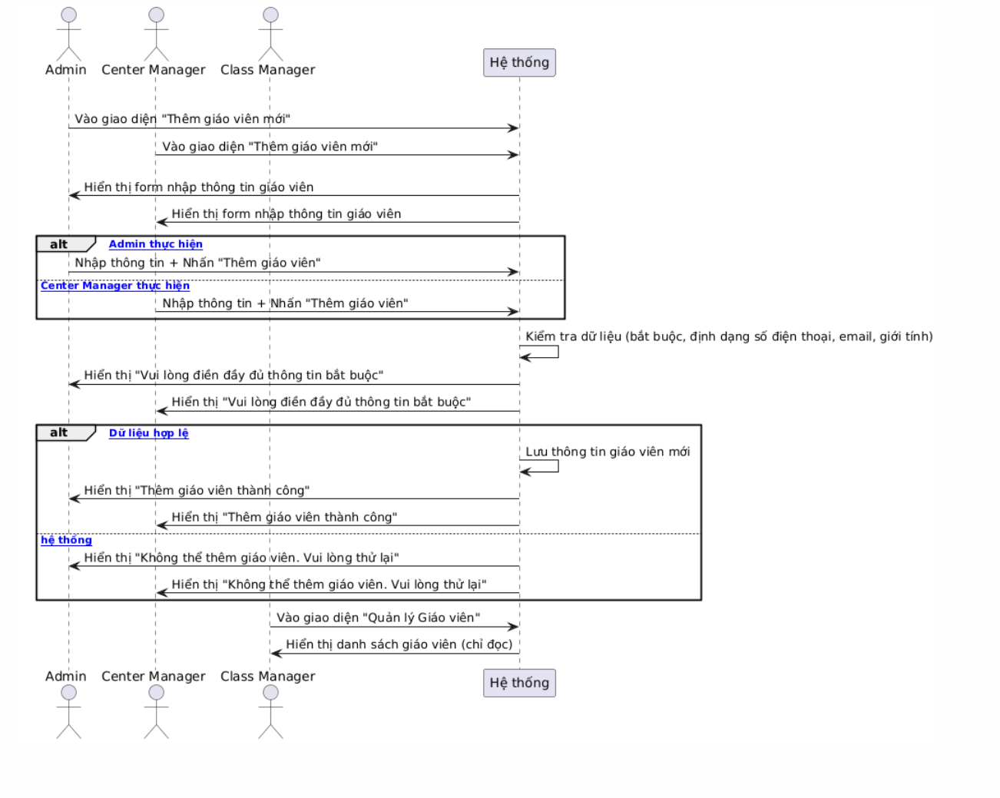 Admin
Center Manager
Class Manager
Hệ thống
Vào giao diện "Thêm giáo viên mới"
Vào giao diện "Thêm giáo viên mới"
Hiển thị form nhập thông tin giáo viên
Hiển thị form nhập thông tin giáo viên
alt
Admin thực hiện
Nhập thông tin + Nhấn "Thêm giáo viên"
Center Manager thực hiện
Nhập thông tin + Nhấn "Thêm giáo viên"
Kiểm tra dữ liệu (bắt buộc, định dạng số điện thoại, email, giới tính)
Hiển thị "Vui lòng điền đầy đủ thông tin bắt buộc"
Hiển thị "Vui lòng điền đầy đủ thông tin bắt buộc"
alt
Dữ liệu hợp lệ
Lưu thông tin giáo viên mới
Hiển thị "Thêm giáo viên thành công"
Hiển thị "Thêm giáo viên thành công"
hệ thống
Hiển thị "Không thể thêm giáo viên. Vui lòng thử lại"
Hiển thị "Không thể thêm giáo viên. Vui lòng thử lại"
Vào giao diện "Quản lý Giáo viên"
Hiển thị danh sách giáo viên (chỉ đọc)
Admin
Center Manager
Class Manager
Hệ thống